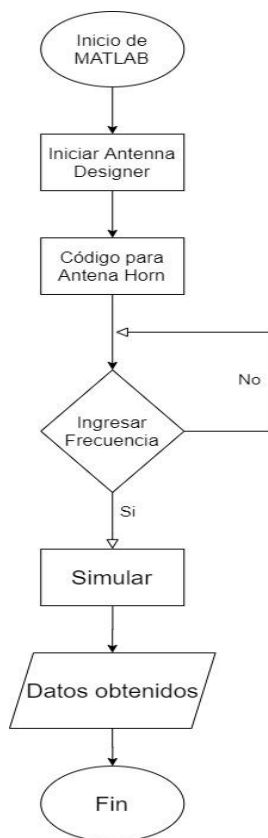 Inicio de
MATLAB
Iniciar Antenna
Designer
Código para
Antena Horn
No
Ingresar
Frecuencia
Si
Simular
Datos obtenidos
Fin